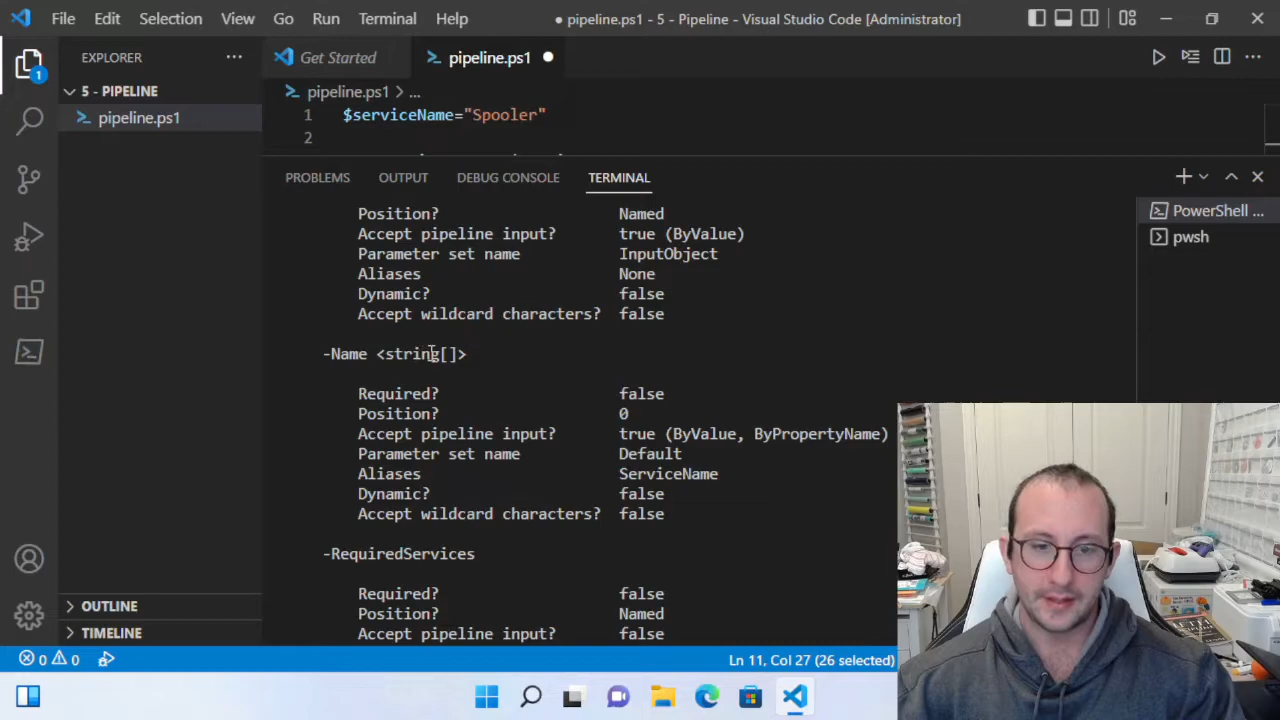 File Edit Selection View Go Run Terminal Help
● pipeline.ps1 - 5 - Pipeline - Visual Studio Code [Administrator]
EXPLORER
Get Started
pipeline.ps1
5 - PIPELINE
pipeline.ps1
pipeline.ps1 > ...
1 $serviceName="Spooler"
2
PROBLEMS OUTPUT DEBUG CONSOLE TERMINAL
PowerShell ...
pwsh
Position? Named
Accept pipeline input? true (ByValue)
Parameter set name InputObject
Aliases None
Dynamic? false
Accept wildcard characters? false
-Name <string[]>
Required? false
Position? 0
Accept pipeline input? true (ByValue, ByPropertyName)
Parameter set name Default
Aliases ServiceName
Dynamic? false
Accept wildcard characters? false
-RequiredServices
Required? false
Position? Named
Accept pipeline input? false
OUTLINE
TIMELINE
1
0 0
Ln 11, Col 27 (26 selected)